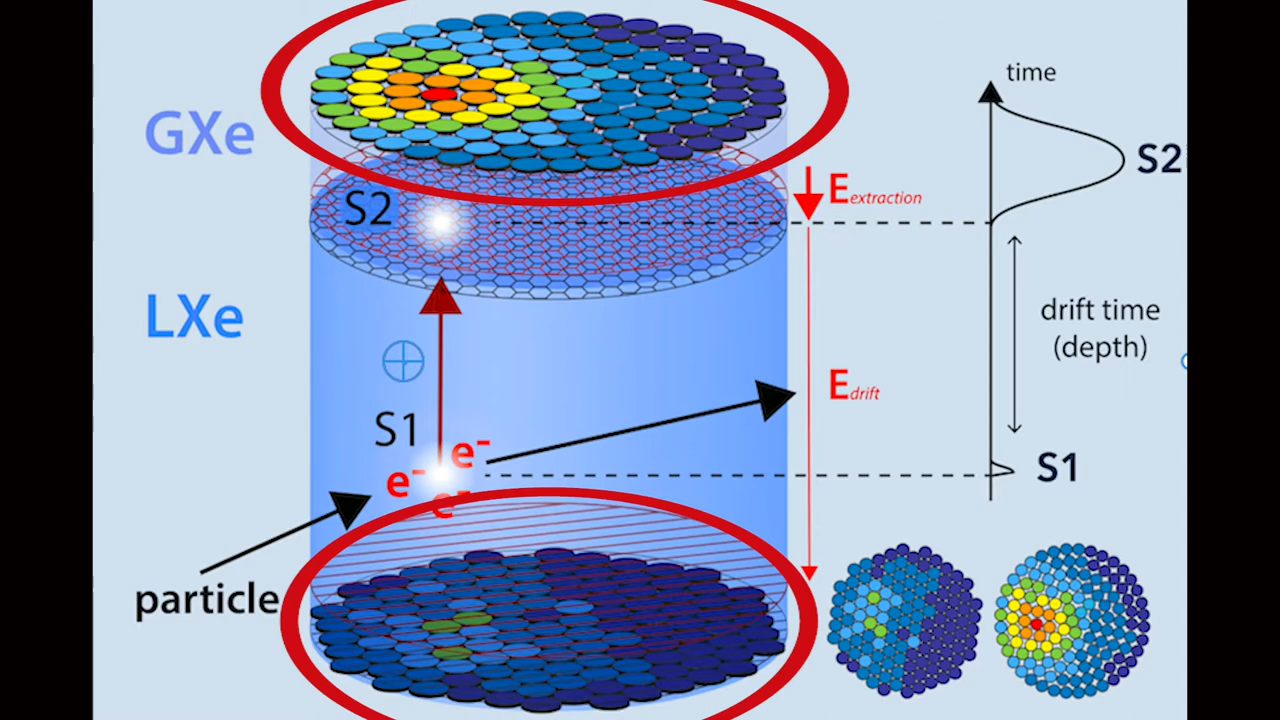 time
GXe
S2
S2
E extraction
LXe
drift time
(depth)
E drift
S1
e-
e-
e-
S1
particle